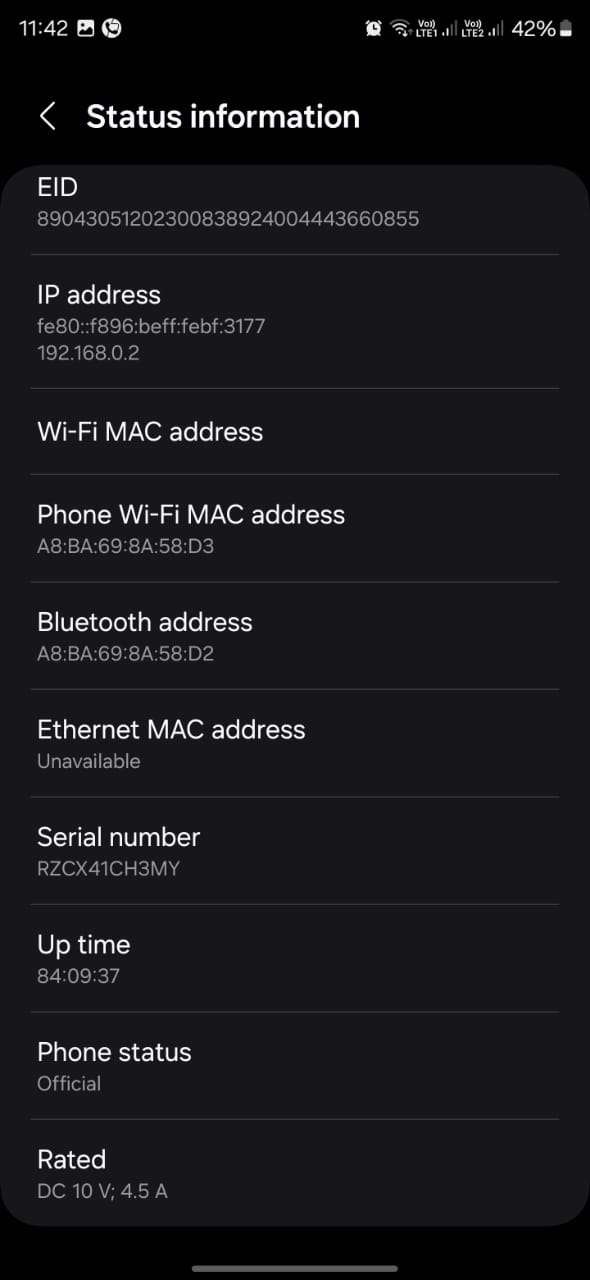 11:42 Vo)) LTE1 Vo)) LTE2 42%
Status information
EID
89043051202300838924004443660855
IP address
fe80::f896:beff:febf:3177
192.168.0.2
Wi-Fi MAC address
Phone Wi-Fi MAC address
A8:BA:69:8A:58:D3
Bluetooth address
A8:BA:69:8A:58:D2
Ethernet MAC address
Unavailable
Serial number
RZCX41CH3MY
Up time
84:09:37
Phone status
Official
Rated
DC 10 V; 4.5 A